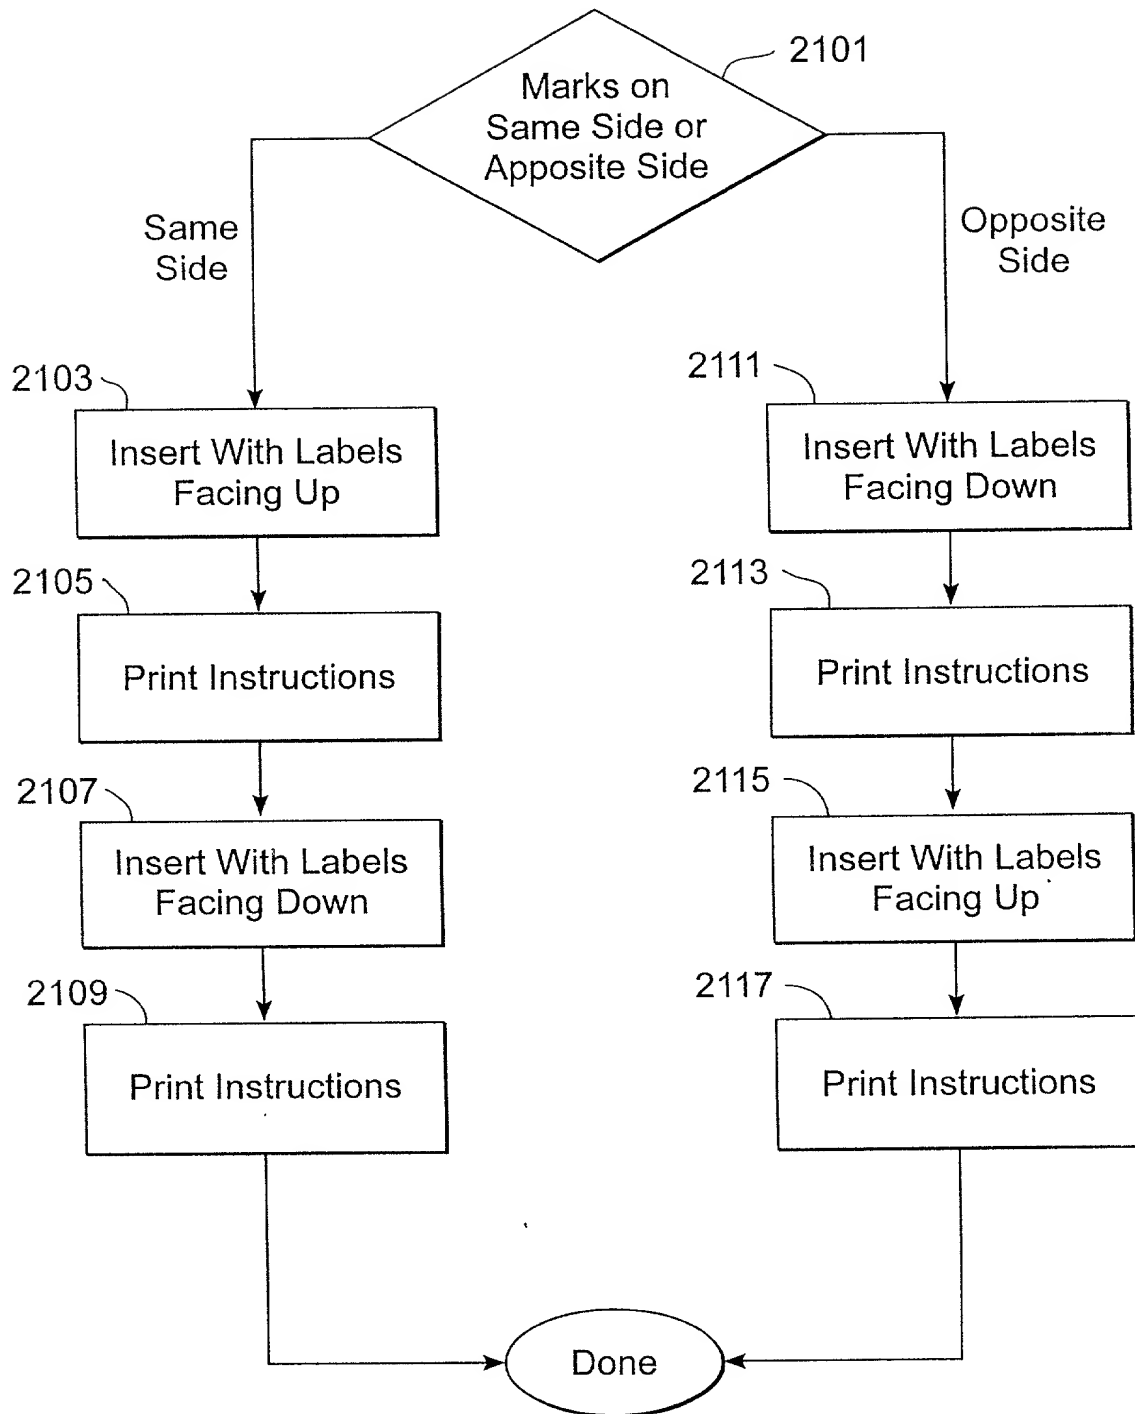 2101
Marks on
Same Side or
Apposite Side
Same
Side
Opposite
Side
2103
Insert With Labels
Facing Up
2105
Print Instructions
2107
Insert With Labels
Facing Down
2109
Print Instructions
2111
Insert With Labels
Facing Down
2113
Print Instructions
2115
Insert With Labels
Facing Up
2117
Print Instructions
Done